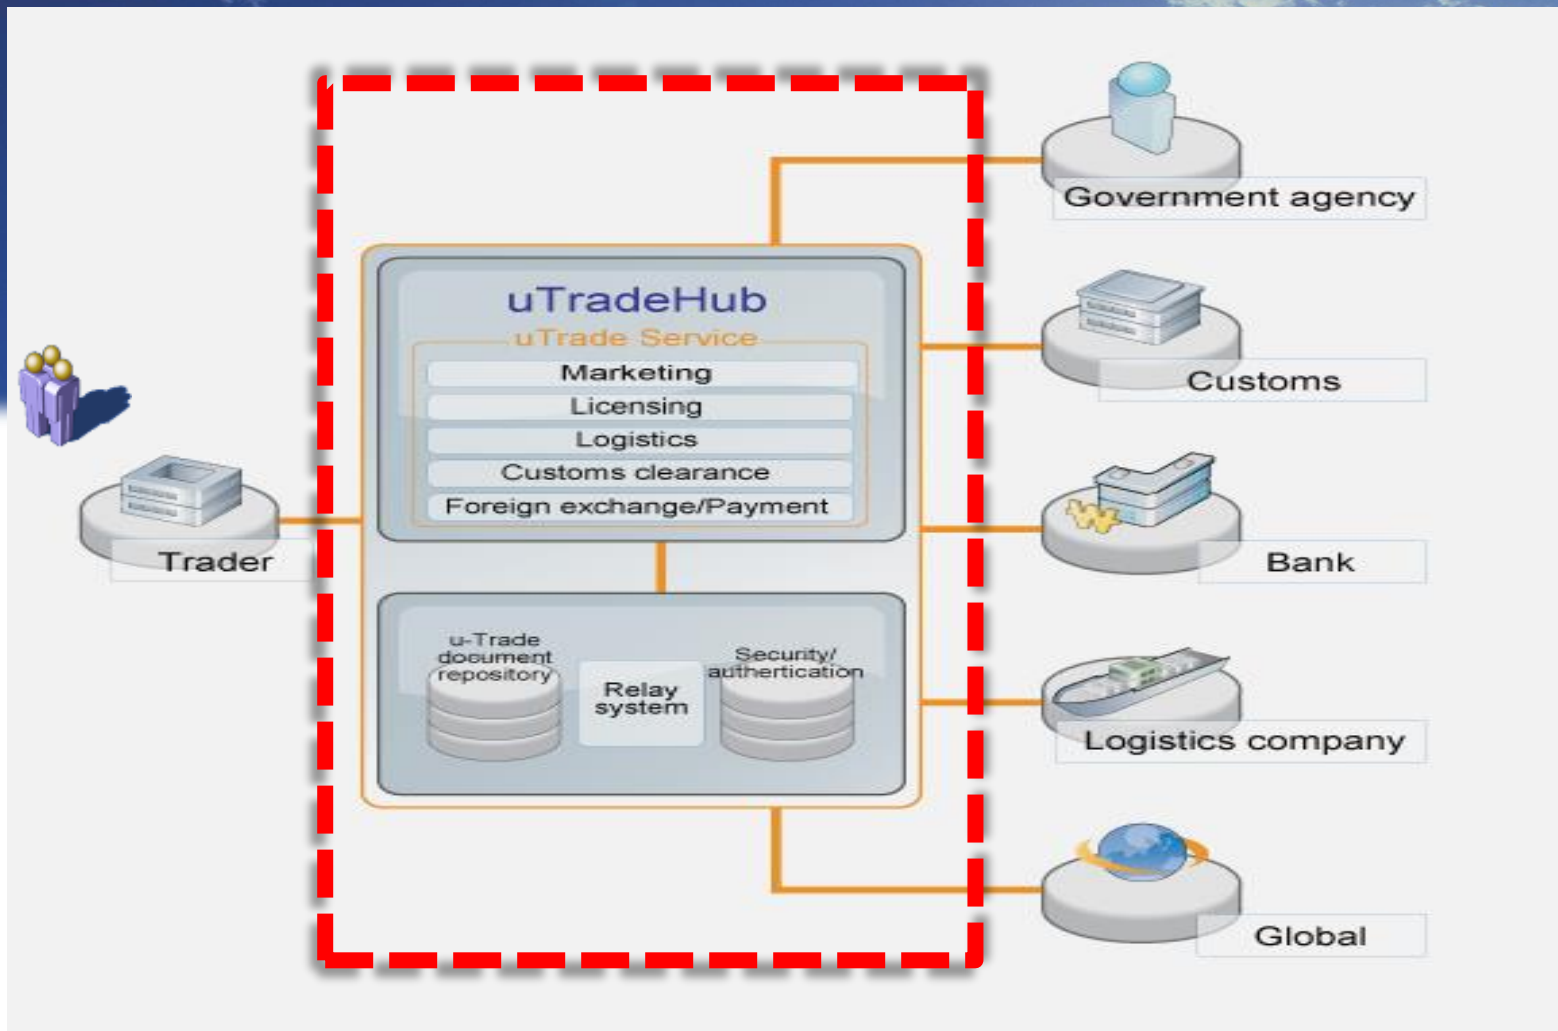 Government agency
uTradeHub
uTrade Service
Marketing
Licensing
Logistics
Customs clearance
Foreign exchange/Payment
Customs
Trader
Bank
u-Trade
document
repository
Relay
system
Security/
authertication
Logistics company
Global